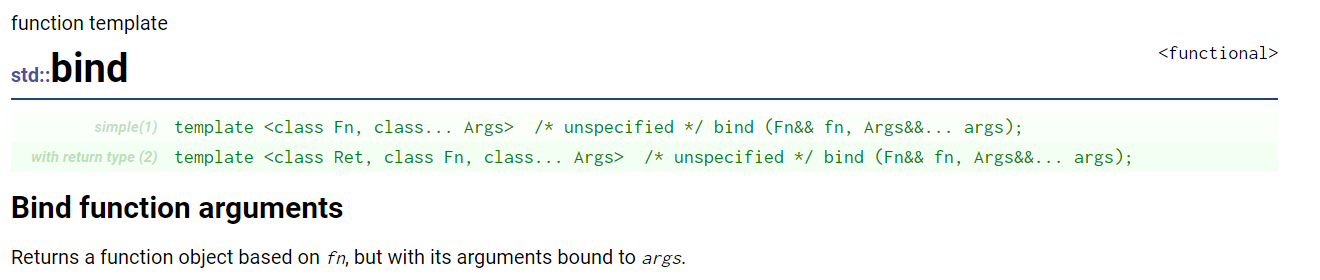 function template
std::bind
<functional>
simple(1) template <class Fn, class... Args> /* unspecified */ bind (Fn&& fn, Args&&... args);
with return type (2) template <class Ret, class Fn, class... Args> /* unspecified */ bind (Fn&& fn, Args&&... args);
Bind function arguments
Returns a function object based on fn, but with its arguments bound to args.